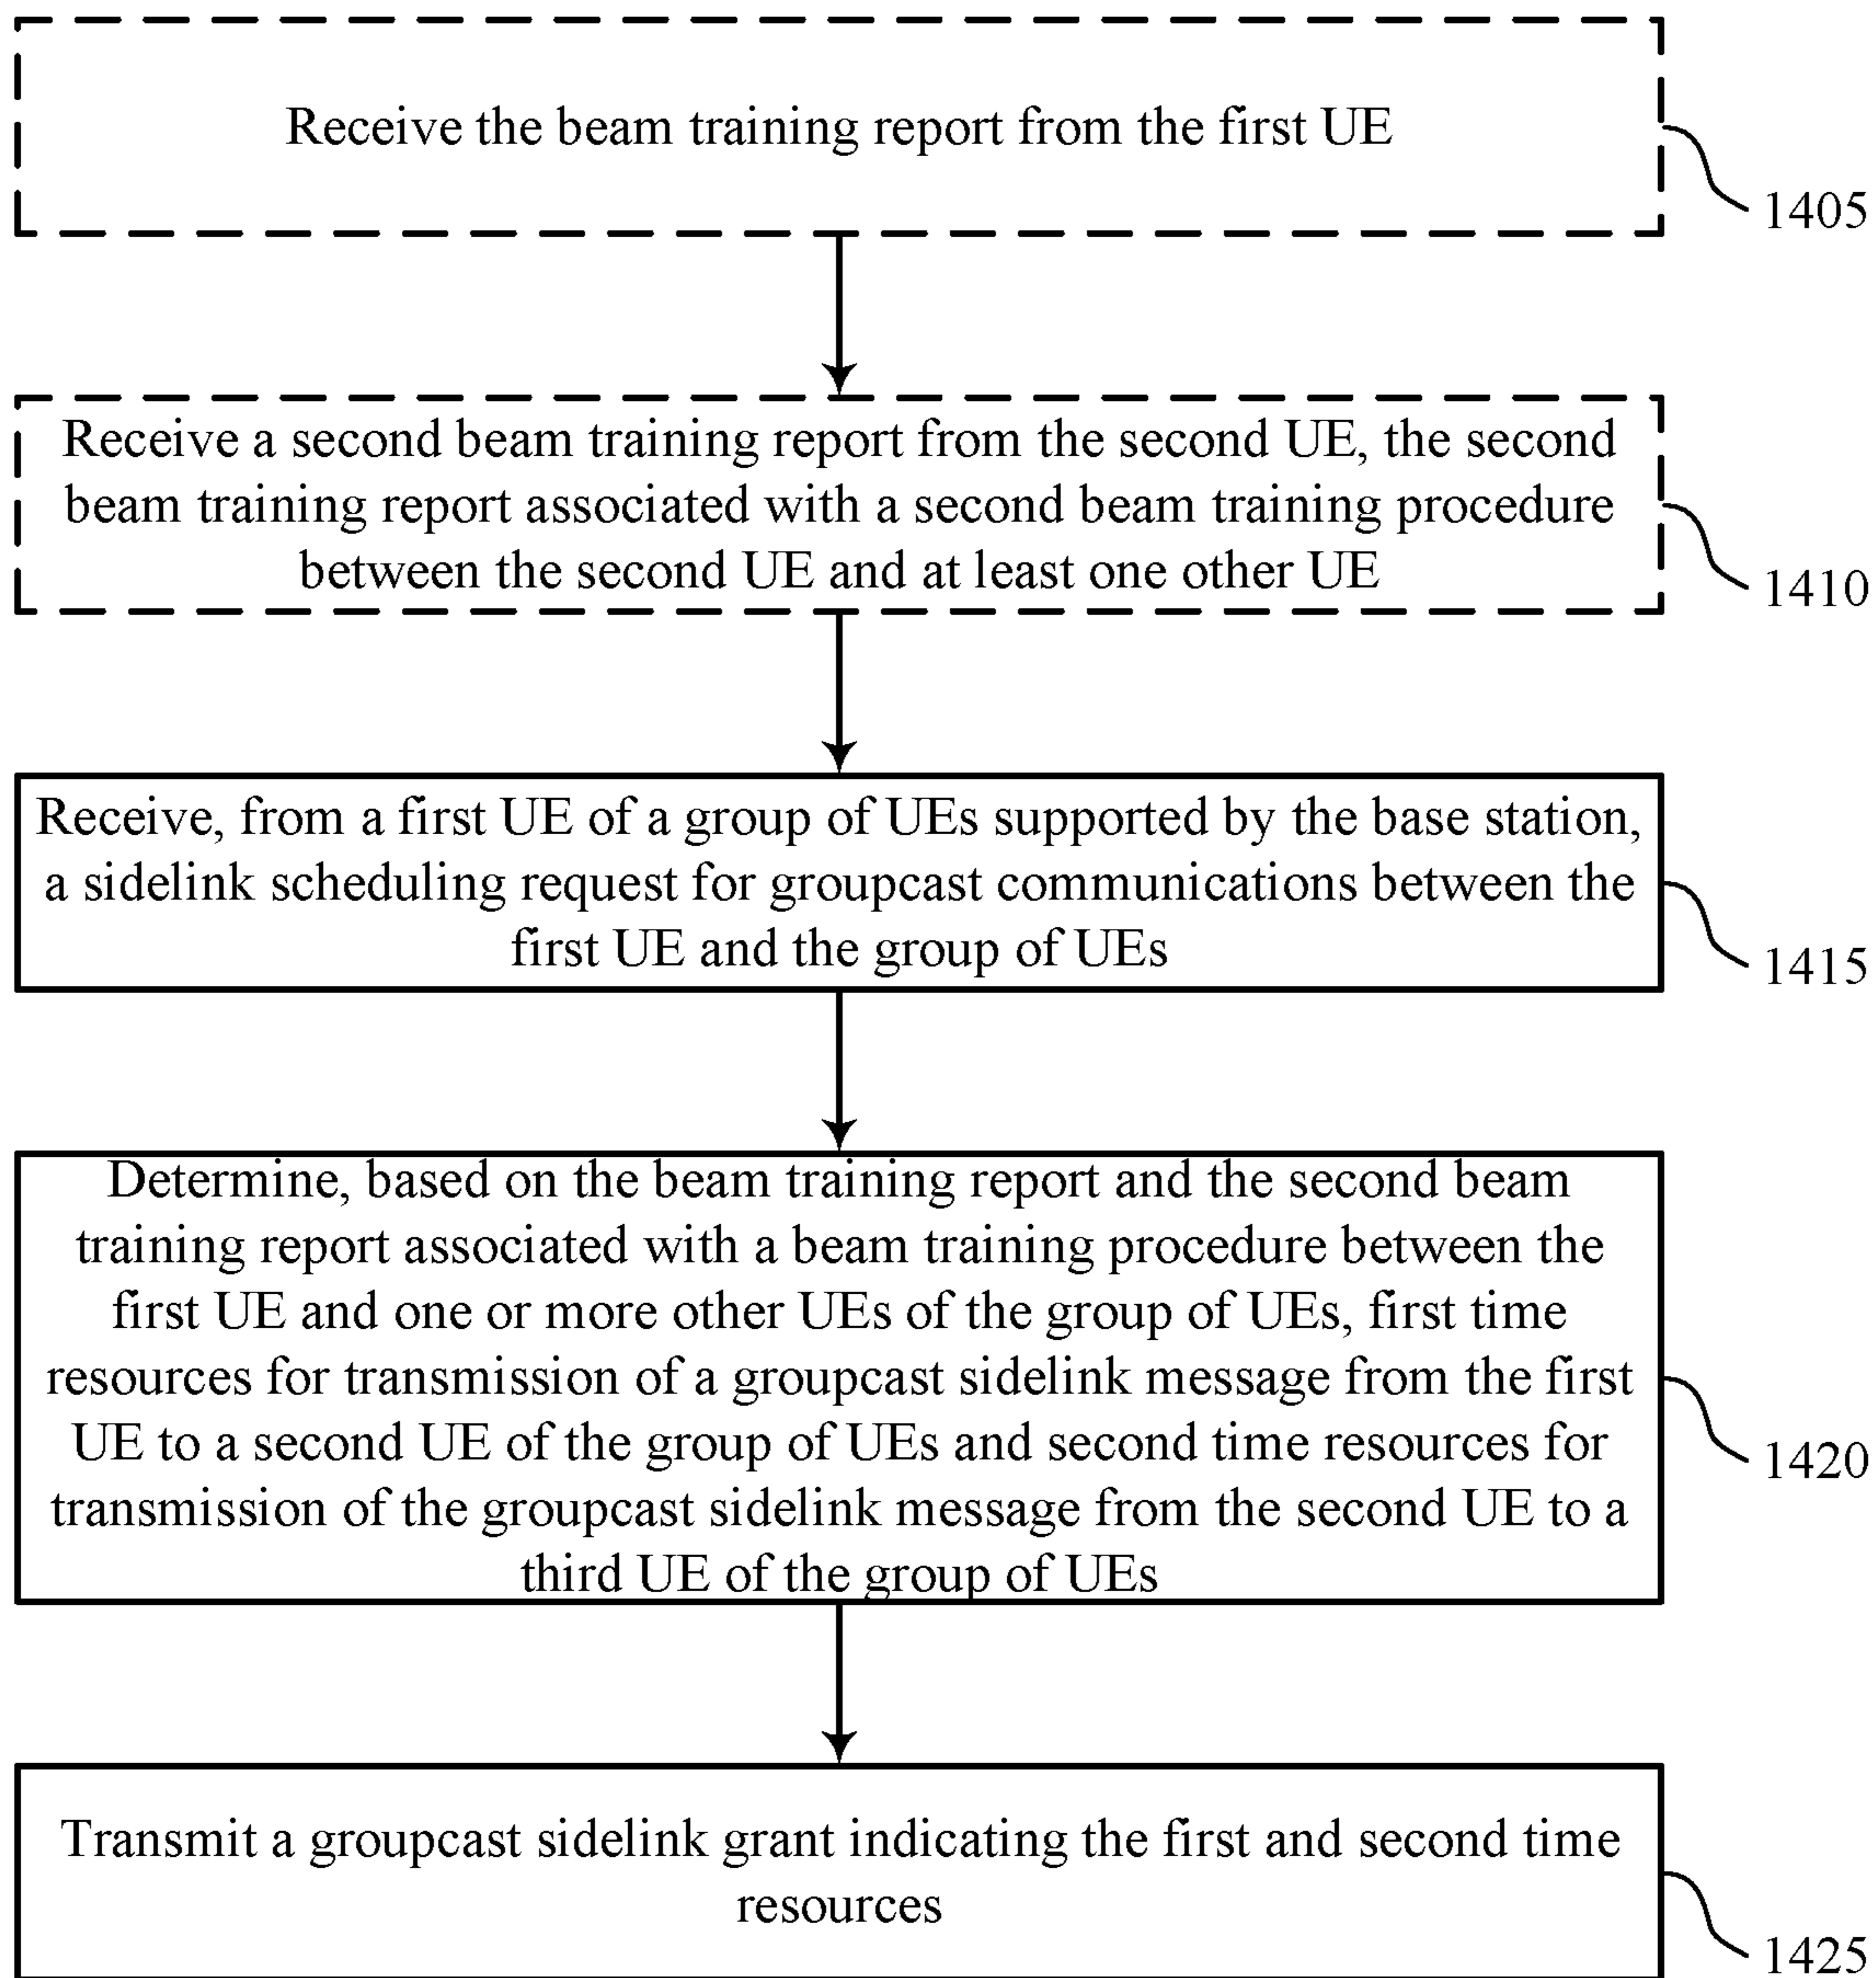 Receive the beam training report from the first UE
1405
Receive a second beam training report from the second UE, the second
beam training report associated with a second beam training procedure
between the second UE and at least one other UE
1410
Receive, from a first UE of a group of UEs supported by the base station,
a sidelink scheduling request for groupcast communications between the
first UE and the group of UEs
1415
Determine, based on the beam training report and the second beam
training report associated with a beam training procedure between the
first UE and one or more other UEs of the group of UEs, first time
resources for transmission of a groupcast sidelink message from the first
UE to a second UE of the group of UEs and second time resources for
transmission of the groupcast sidelink message from the second UE to a
third UE of the group of UEs
1420
Transmit a groupcast sidelink grant indicating the first and second time
resources
1425